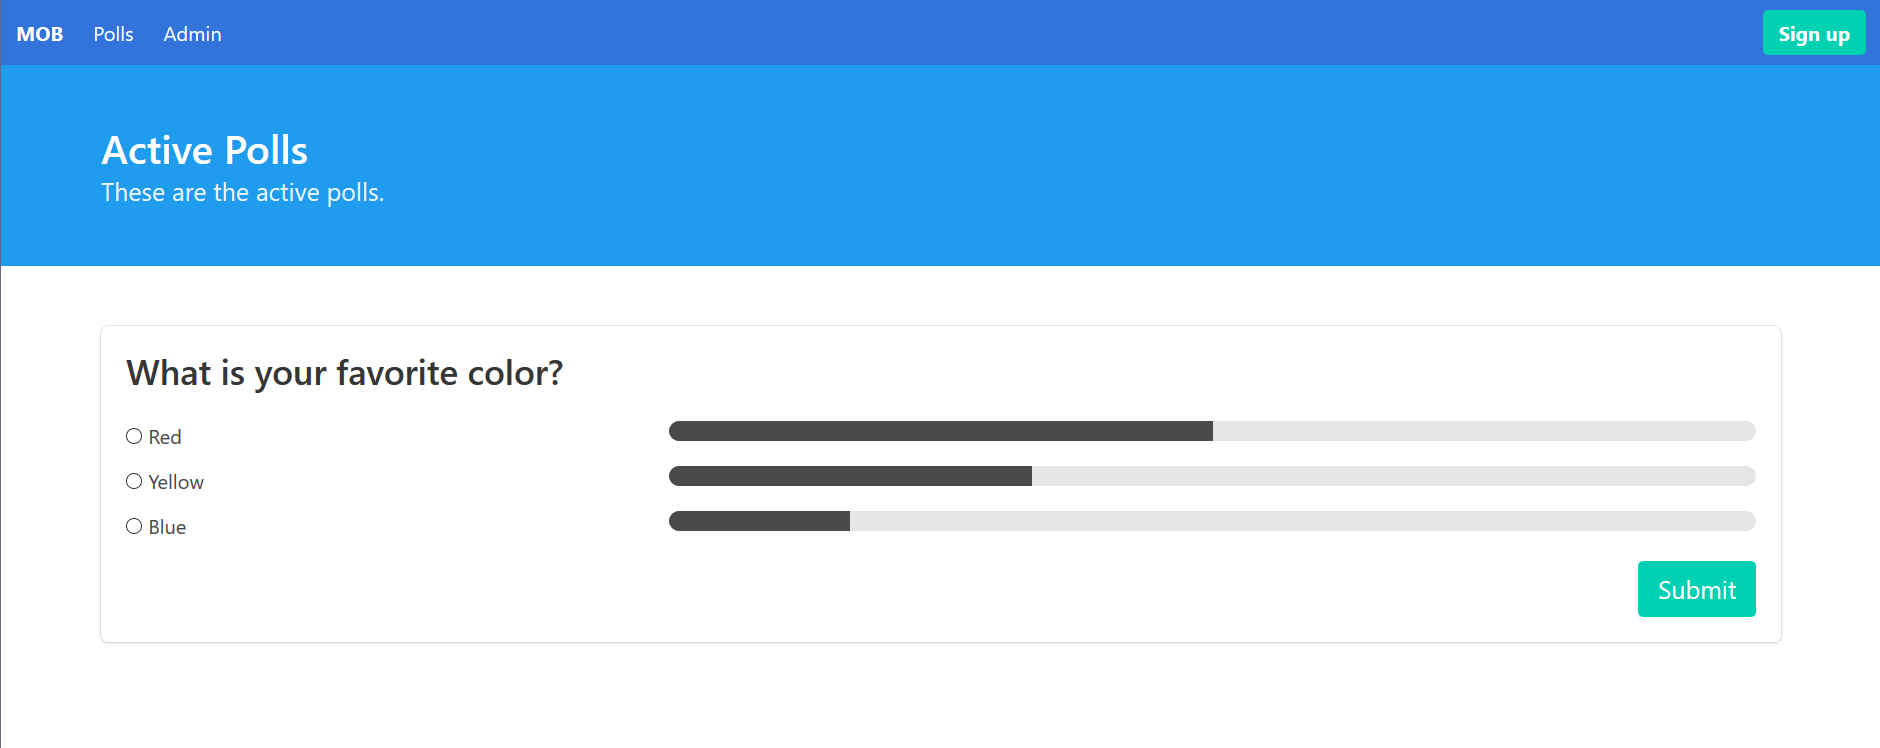 MOB Polls Admin Sign up
Active Polls
These are the active polls.
What is your favorite color?
Red
Yellow
Blue
Submit